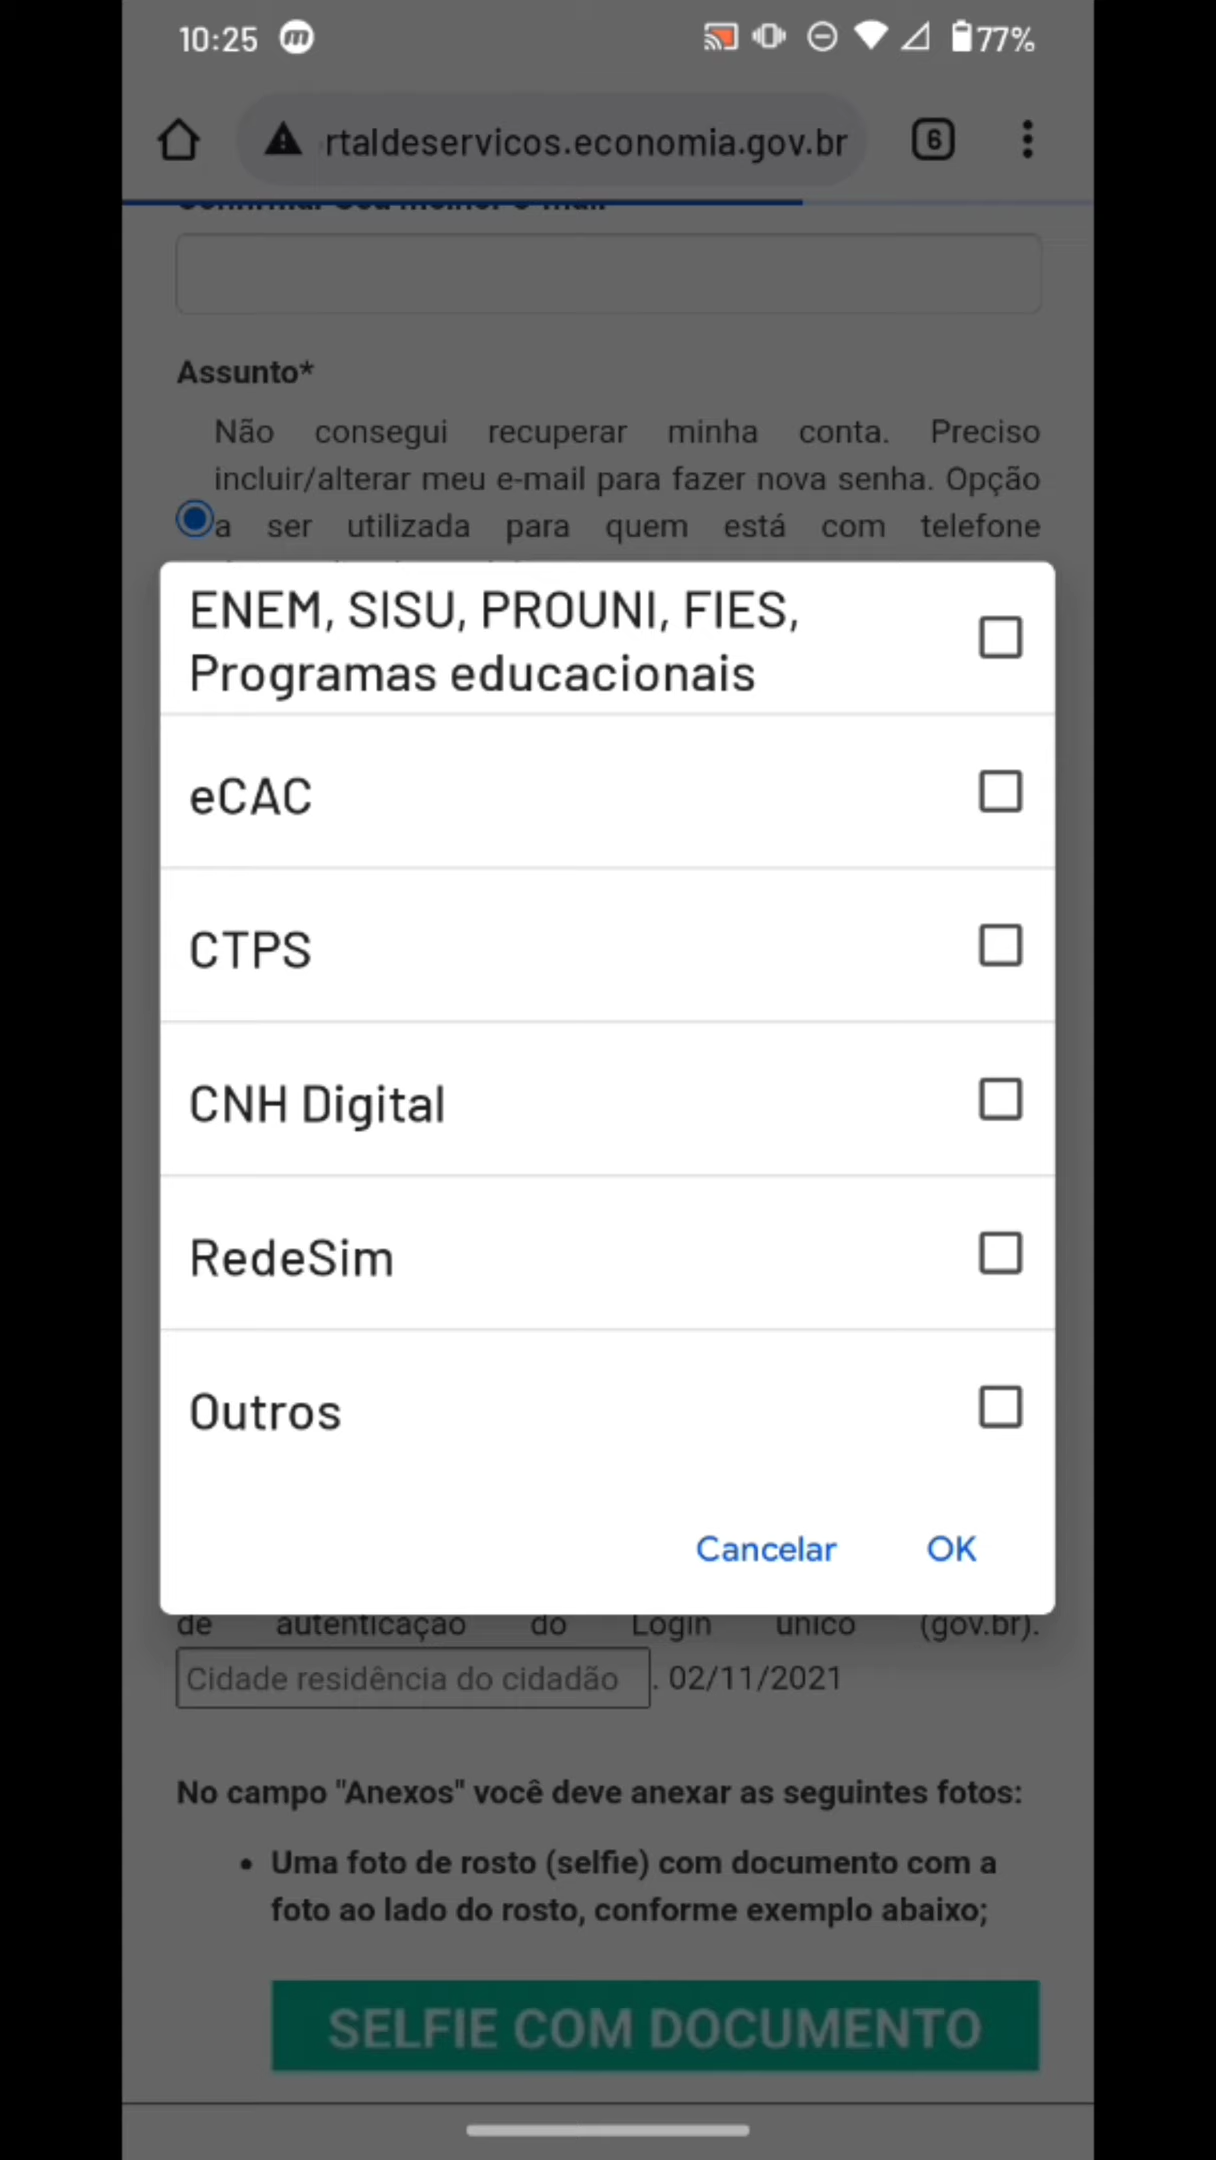 10:25
77%
rtaldeservicos.economia.gov.br
6
Assunto*
Não consegui recuperar minha conta. Preciso
incluir/alterar meu e-mail para fazer nova senha. Opção
a ser utilizada para quem está com telefone
ENEM, SISU, PROUNI, FIES,
Programas educacionais
eCAC
CTPS
CNH Digital
RedeSim
Outros
Cancelar
OK
de autenticação do Login único (gov.br).
Cidade residência do cidadão . 02/11/2021
No campo "Anexos" você deve anexar as seguintes fotos:
• Uma foto de rosto (selfie) com documento com a
foto ao lado do rosto, conforme exemplo abaixo;
SELFIE COM DOCUMENTO